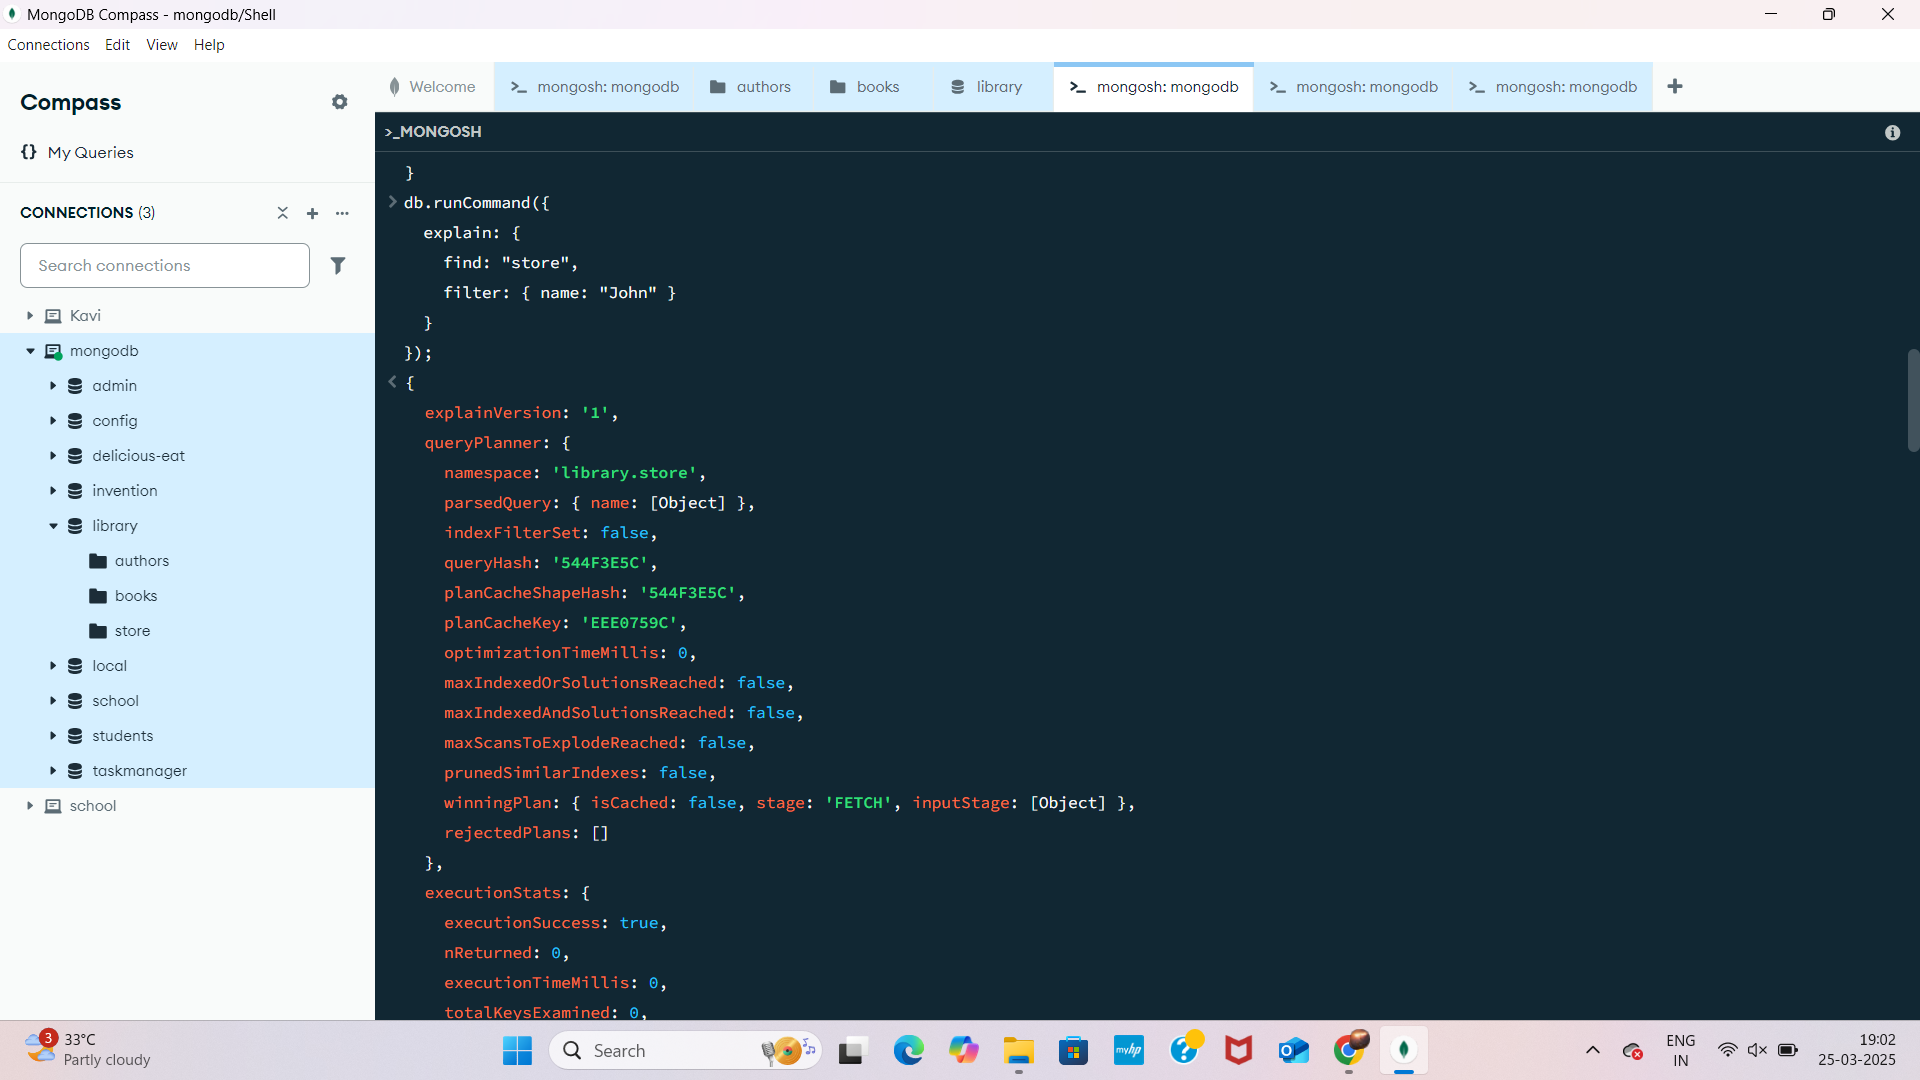 MongoDB Compass - mongodb/Shell
Connections Edit View Help
Welcome
mongosh: mongodb
authors
books
library
mongosh: mongodb
mongosh: mongodb
mongosh: mongodb
Compass
{} My Queries
CONNECTIONS (3)
Search connections
Kavi
mongodb
admin
config
delicious-eat
invention
library
authors
books
store
local
school
students
taskmanager
school
>_MONGOSH
}
> db.runCommand({
explain: {
find: "store",
filter: { name: "John" }
}
});
< {
explainVersion: '1',
queryPlanner: {
namespace: 'library.store',
parsedQuery: { name: [Object] },
indexFilterSet: false,
queryHash: '544F3E5C',
planCacheShapeHash: '544F3E5C',
planCacheKey: 'EEE0759C',
optimizationTimeMillis: 0,
maxIndexedOrSolutionsReached: false,
maxIndexedAndSolutionsReached: false,
maxScansToExplodeReached: false,
prunedSimilarIndexes: false,
winningPlan: { isCached: false, stage: 'FETCH', inputStage: [Object] },
rejectedPlans: []
},
executionStats: {
executionSuccess: true,
nReturned: 0,
executionTimeMillis: 0,
totalKeysExamined: 0,
3
33°C
Partly cloudy
Search
myhp
ENG
IN
19:02
25-03-2025